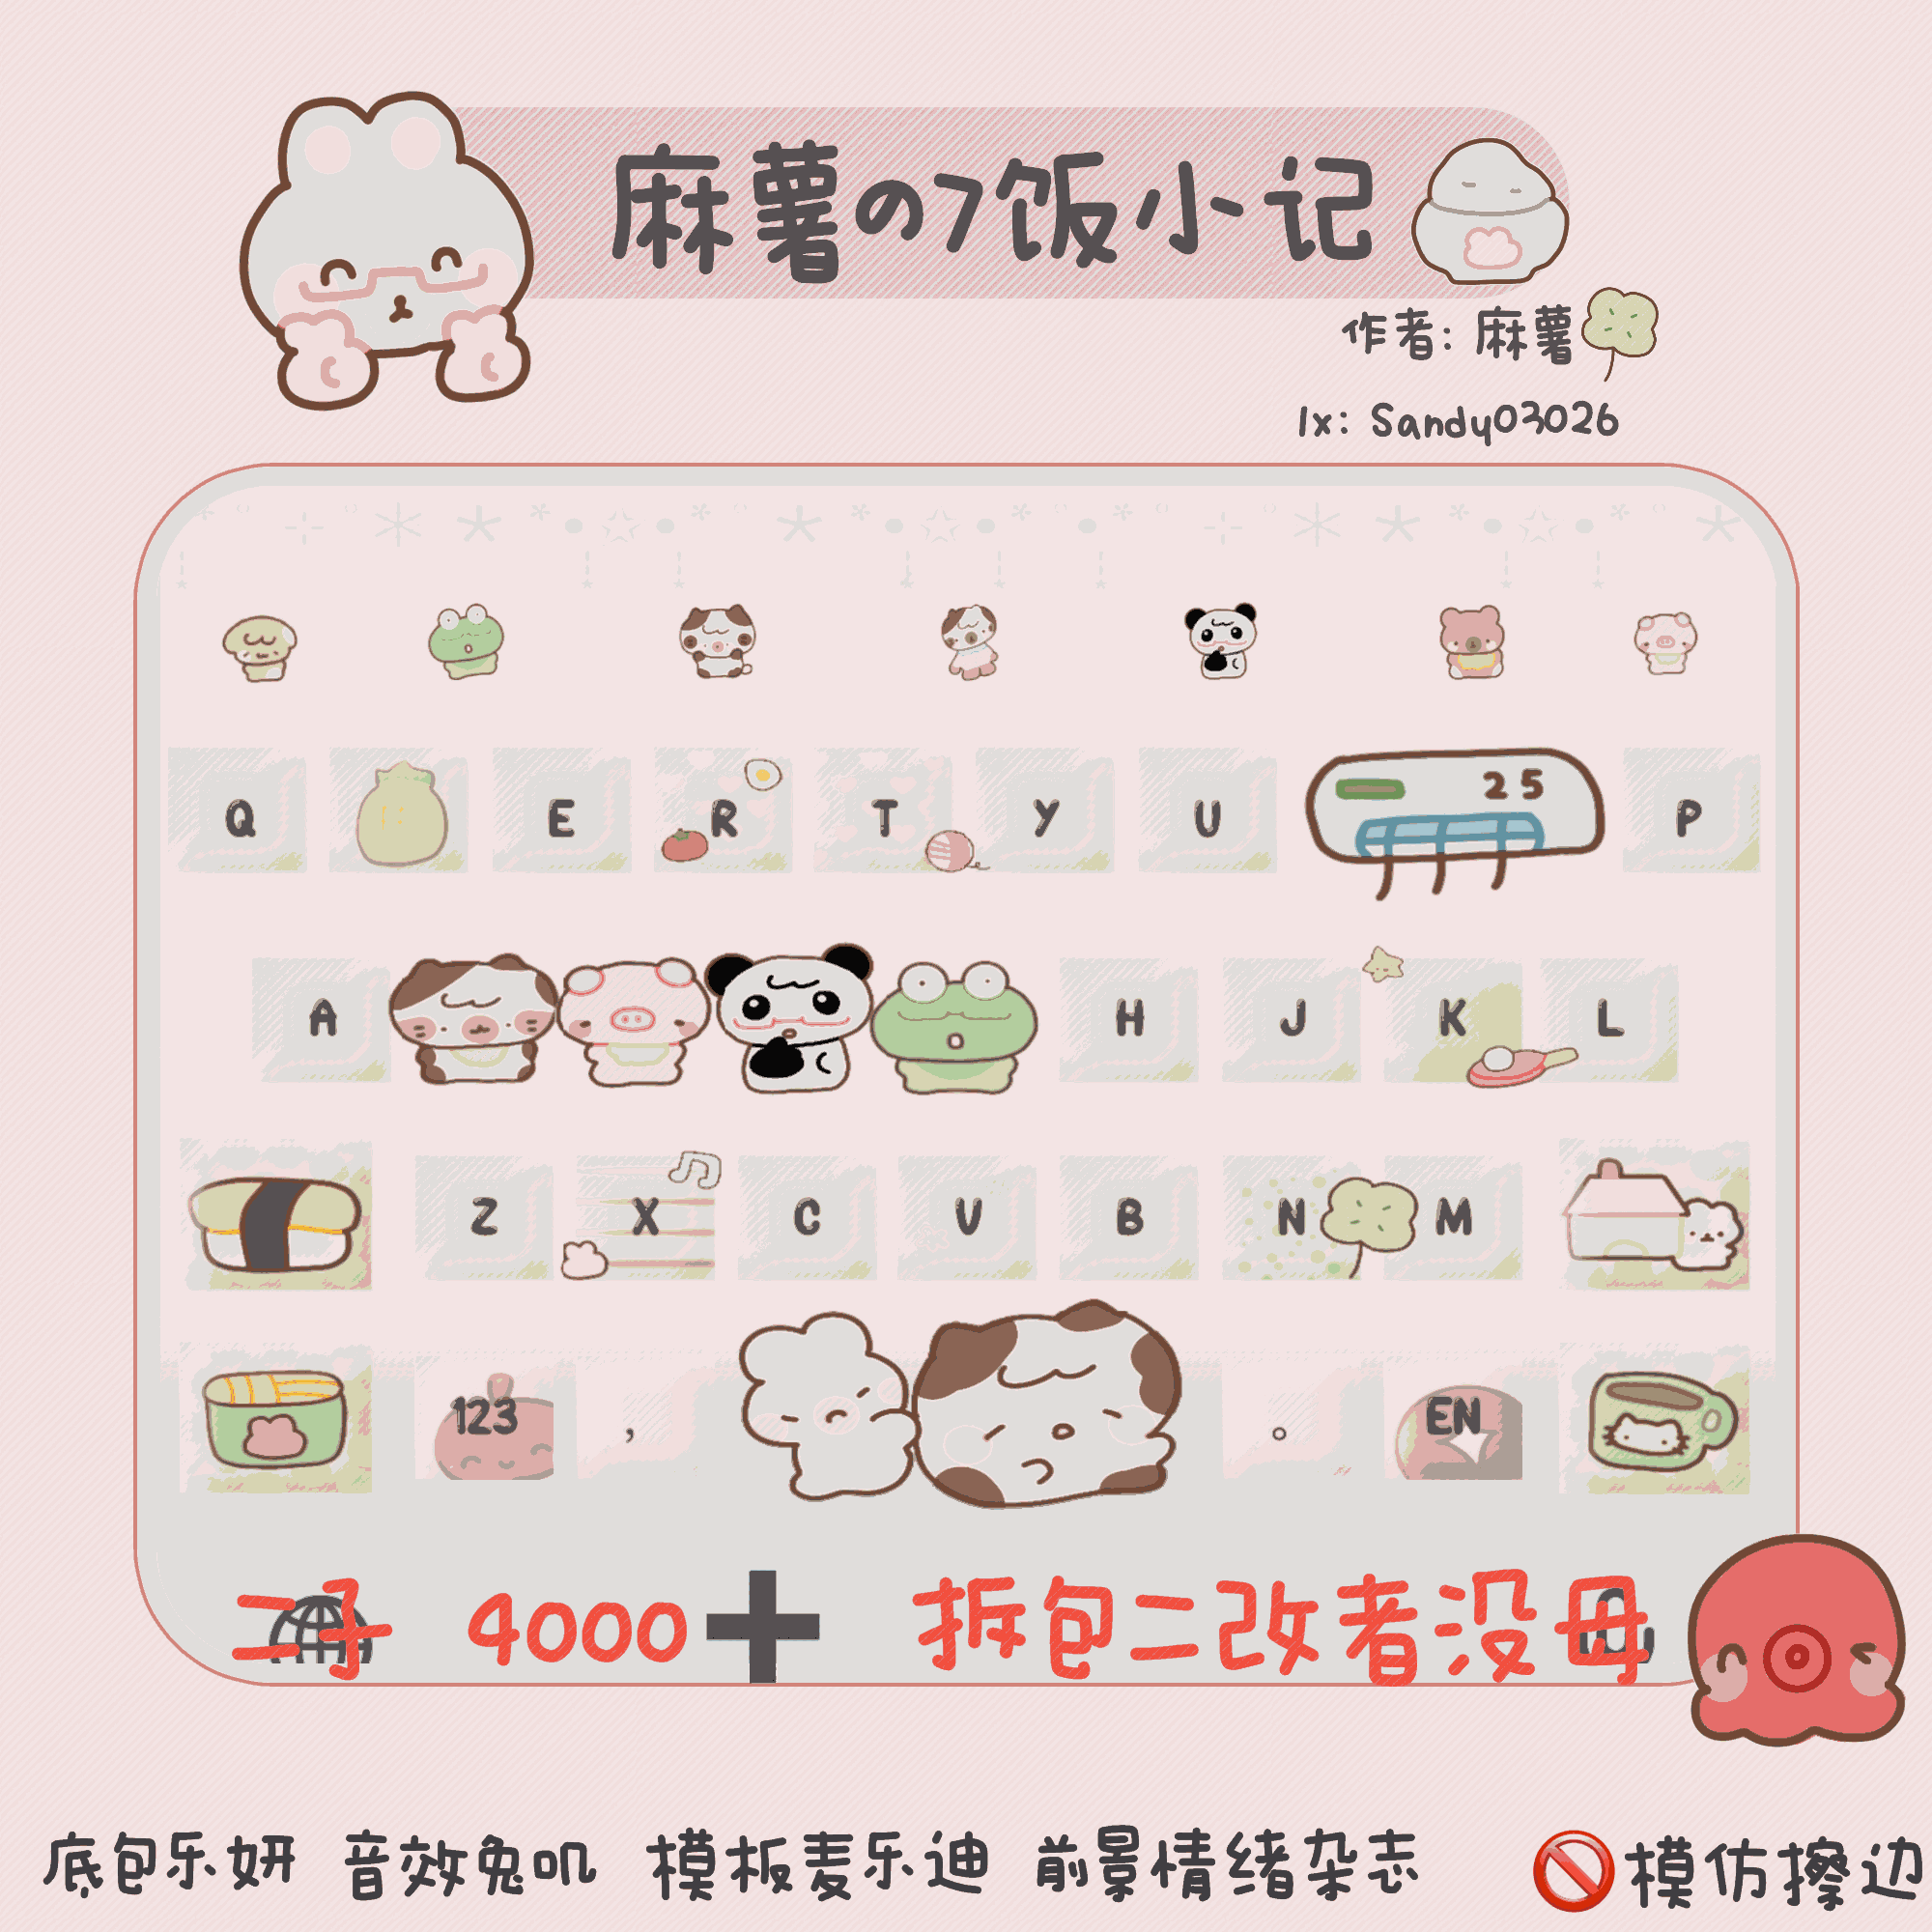 麻薯の7饭小记
作者: 麻薯
lx: Sandy03026
Q E R T Y U 25 P
A H J K L
Z X C V B N M
123 , 。 EN
二子 4000+ 拆包二改者没母
底包乐妍 音效兔叽 模板麦乐迪 前景情绪杂志 🚫模仿擦边